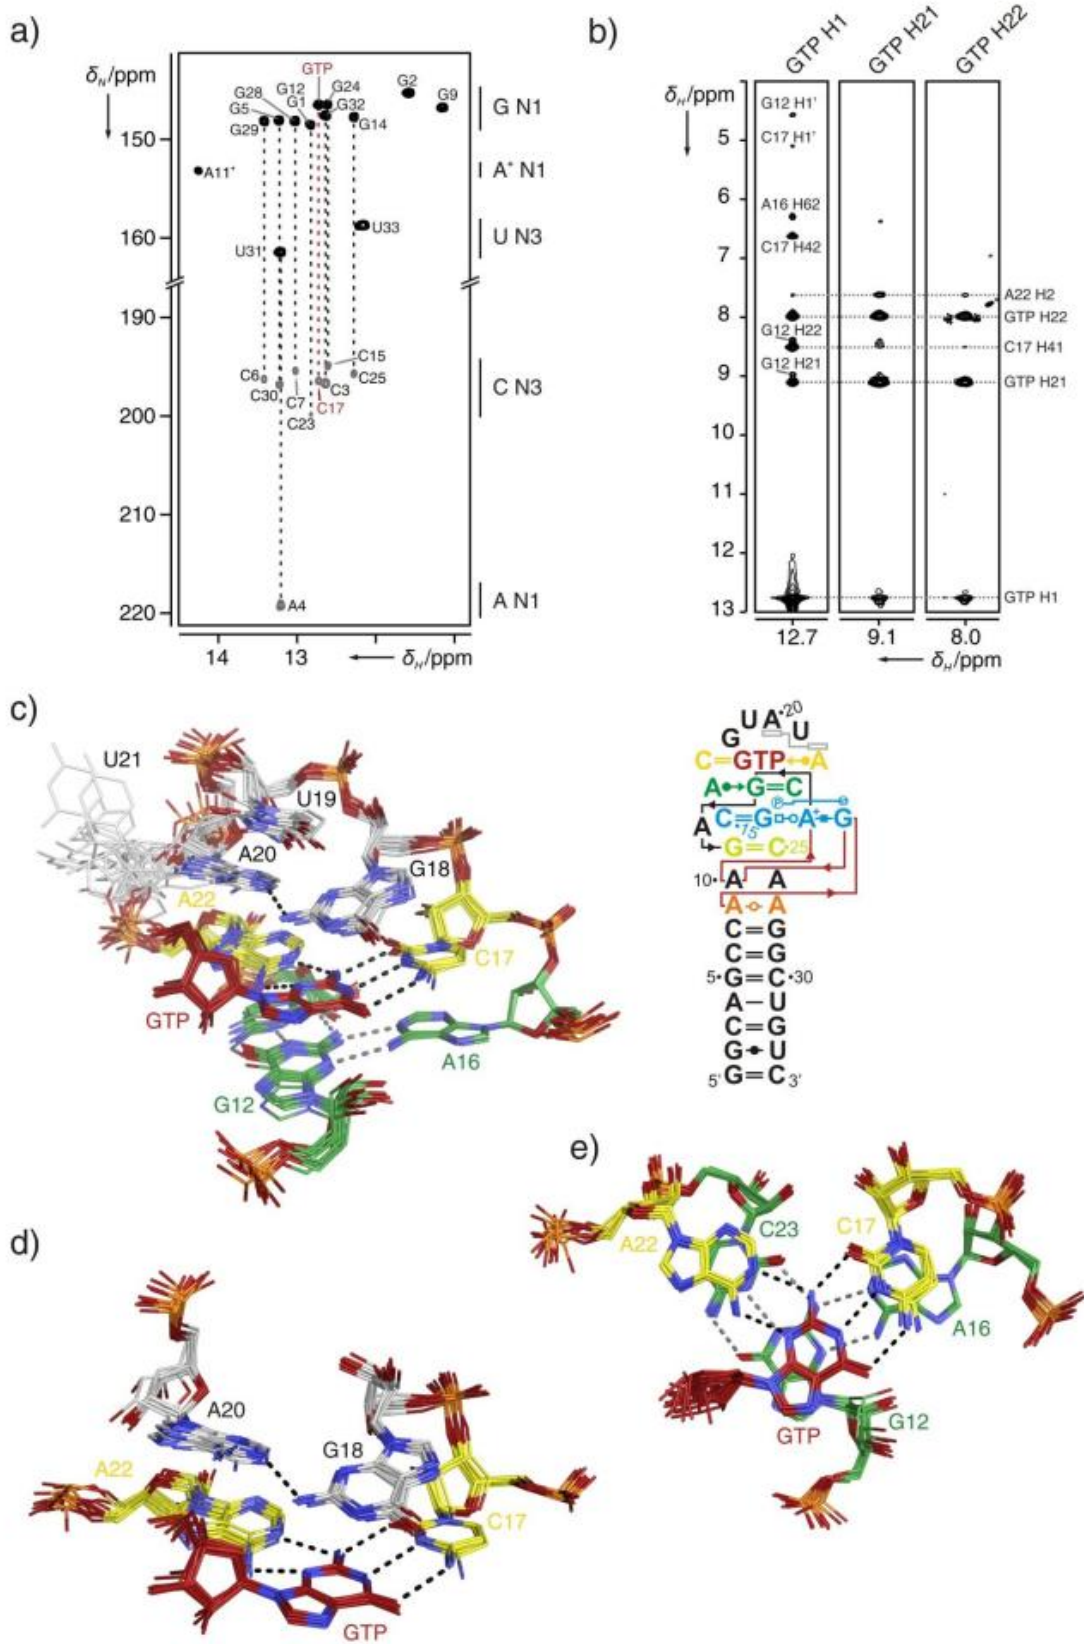 a)
δN/ppm
150
160
190
200
210
220
GTP
G12
G24
G28
G1
G32
G5
G29
G14
G2
G9
A11⁺
U33
U31
C15
C6
C30
C7
C3
C25
C17
C23
A4
G N1
A⁺ N1
U N3
C N3
A N1
14
13
δH/ppm
b)
GTP H1
GTP H21
GTP H22
δH/ppm
5
6
7
8
9
10
11
12
13
G12 H1'
C17 H1'
A16 H62
C17 H42
G12 H22
G12 H21
A22 H2
GTP H22
C17 H41
GTP H21
GTP H1
12.7
9.1
8.0
δH/ppm
c)
U21
U19
A20
G18
A22
C17
GTP
A16
G12
U A ·20
G U
C GTP A
A G C
P
A C G A⁺ G
·15
G C ·25
10· A A
A A
C G
C G
5· G C ·30
A U
C G
G U
5' G C 3'
d)
A20
G18
A22
C17
GTP
e)
C23
C17
A22
A16
GTP
G12